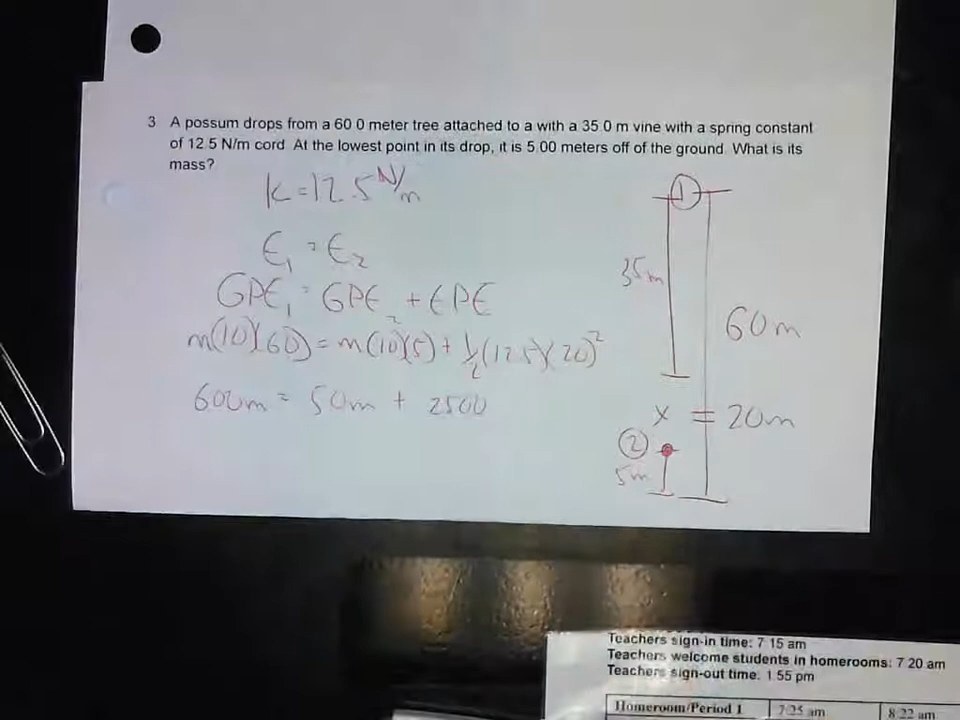 3 A possum drops from a 60 0 meter tree attached to a with a 35.0 m vine with a spring constant
of 12 5 N/m cord At the lowest point in its drop, it is 5.00 meters off of the ground What is its
mass?
K = 12.5 N/m
E1 = E2
GPE1 = GPE2 + EPE
m(10)(60) = m(10)(5) + 1/2(12.5)(20)²
600m = 50m + 2500
1
35m
60m
x = 20m
2
5m
Teachers sign-in time: 7 15 am
Teachers welcome students in homerooms: 7 20 am
Teachers sign-out time: 1 55 pm
Homeroom/Period 1 7:25 am 8:22 am